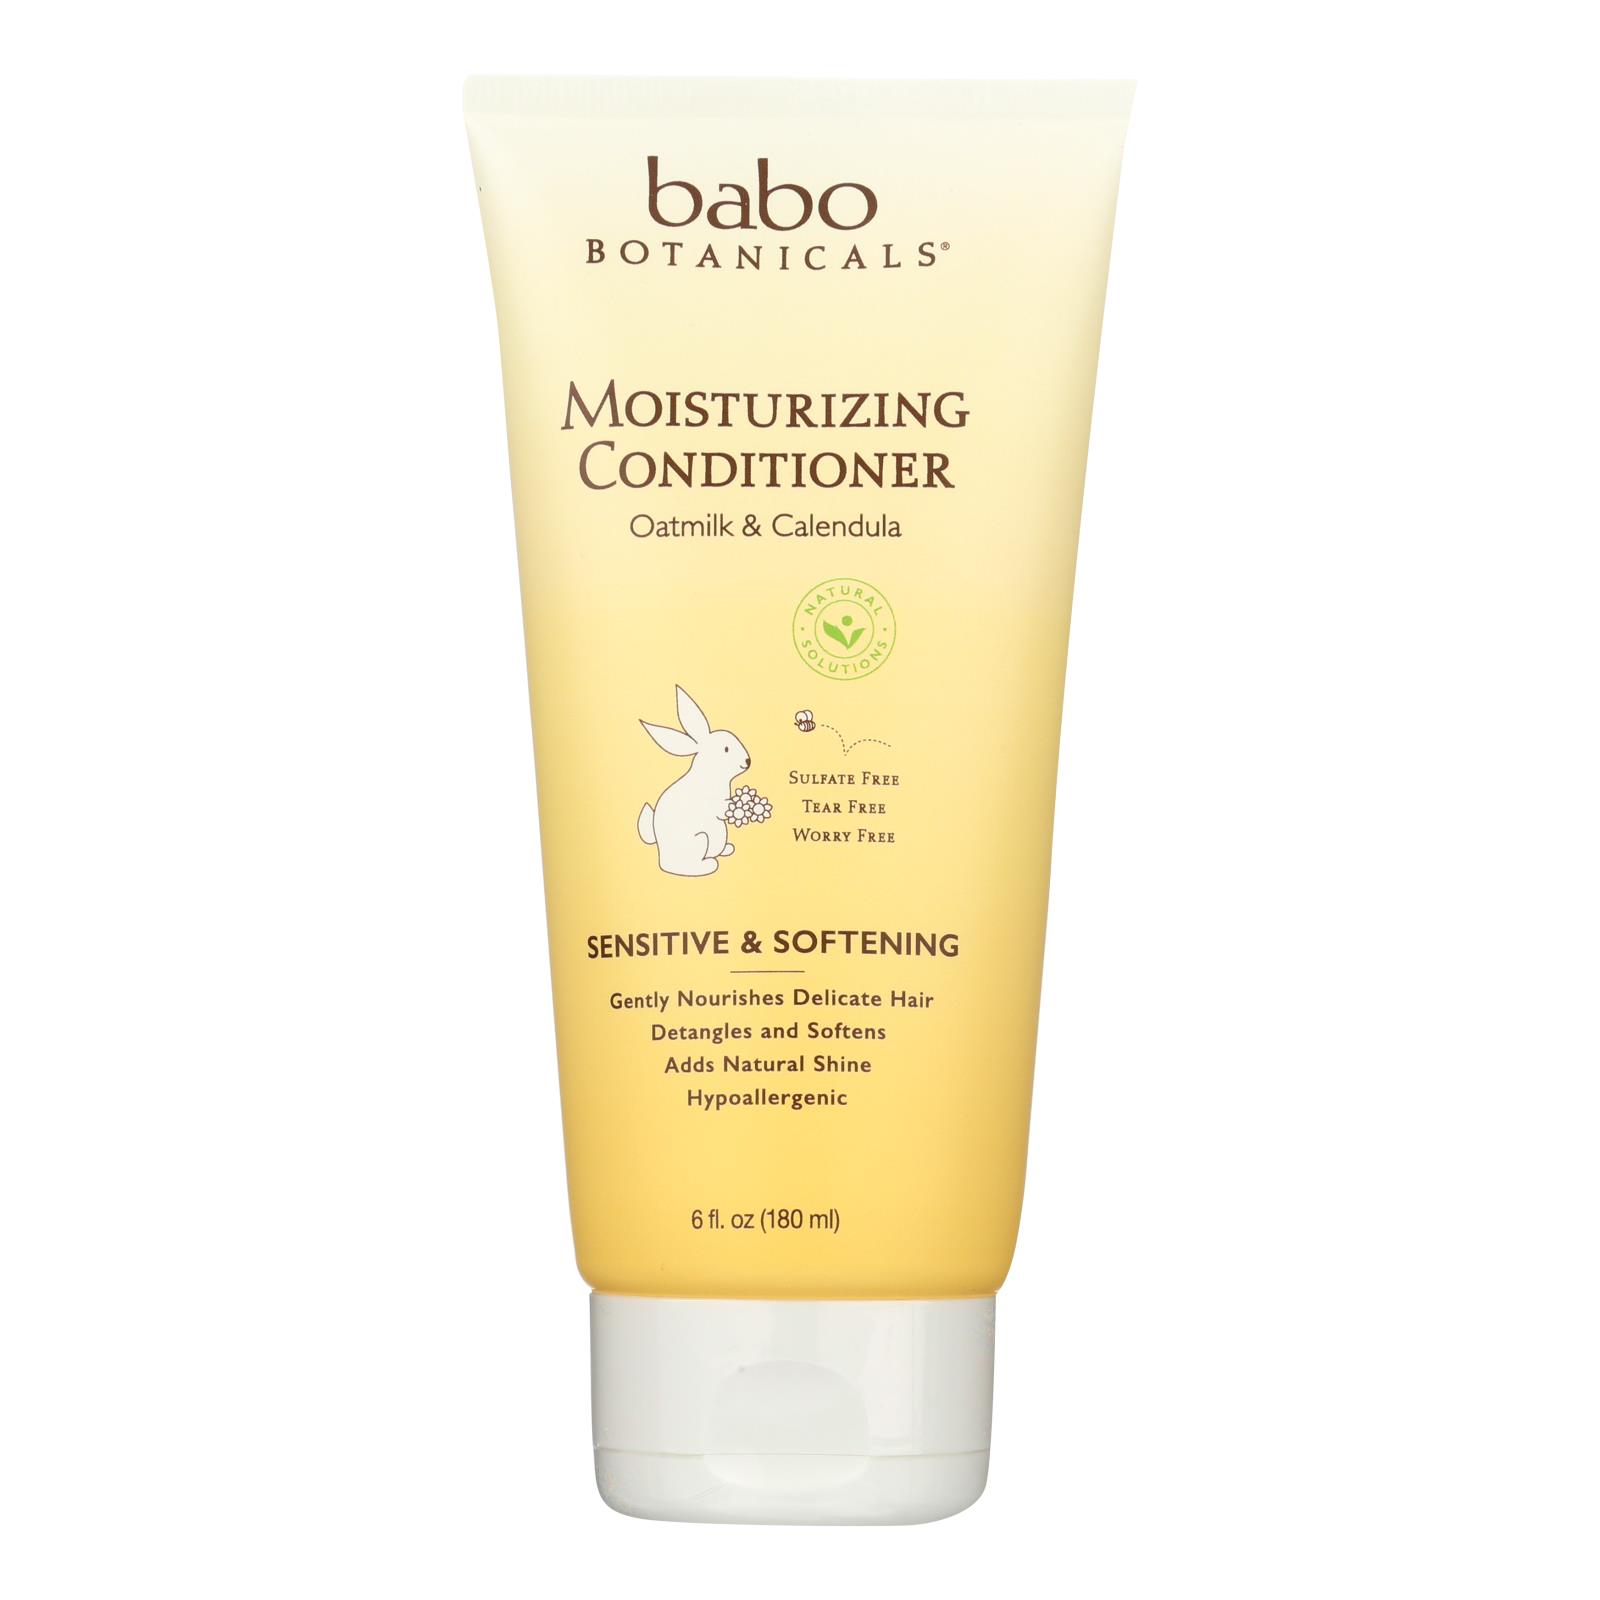 babo
BOTANICALS®
MOISTURIZING
CONDITIONER
Oatmilk & Calendula
NATURAL
SOLUTIONS
SULFATE FREE
TEAR FREE
WORRY FREE
SENSITIVE & SOFTENING
Gently Nourishes Delicate Hair
Detangles and Softens
Adds Natural Shine
Hypoallergenic
6 fl. oz (180 ml)